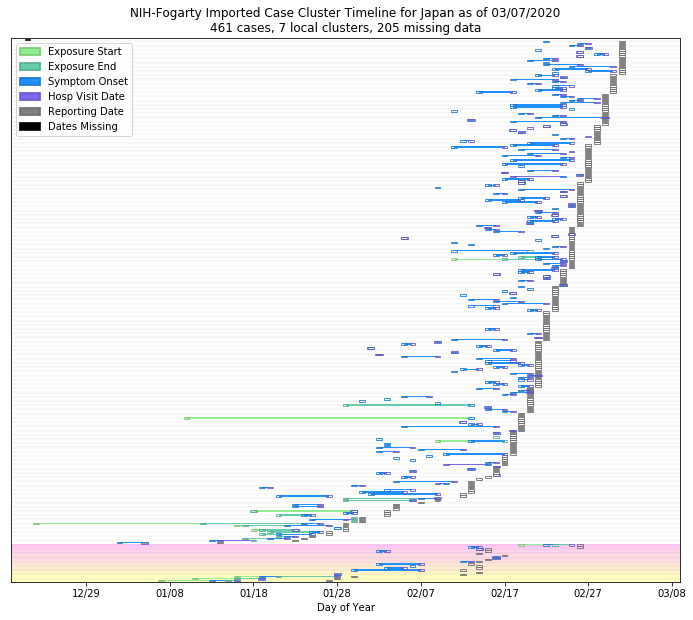 NIH-Fogarty Imported Case Cluster Timeline for Japan as of 03/07/2020
461 cases, 7 local clusters, 205 missing data
Exposure Start
Exposure End
Symptom Onset
Hosp Visit Date
Reporting Date
Dates Missing
12/29 01/08 01/18 01/28 02/07 02/17 02/27 03/08
Day of Year